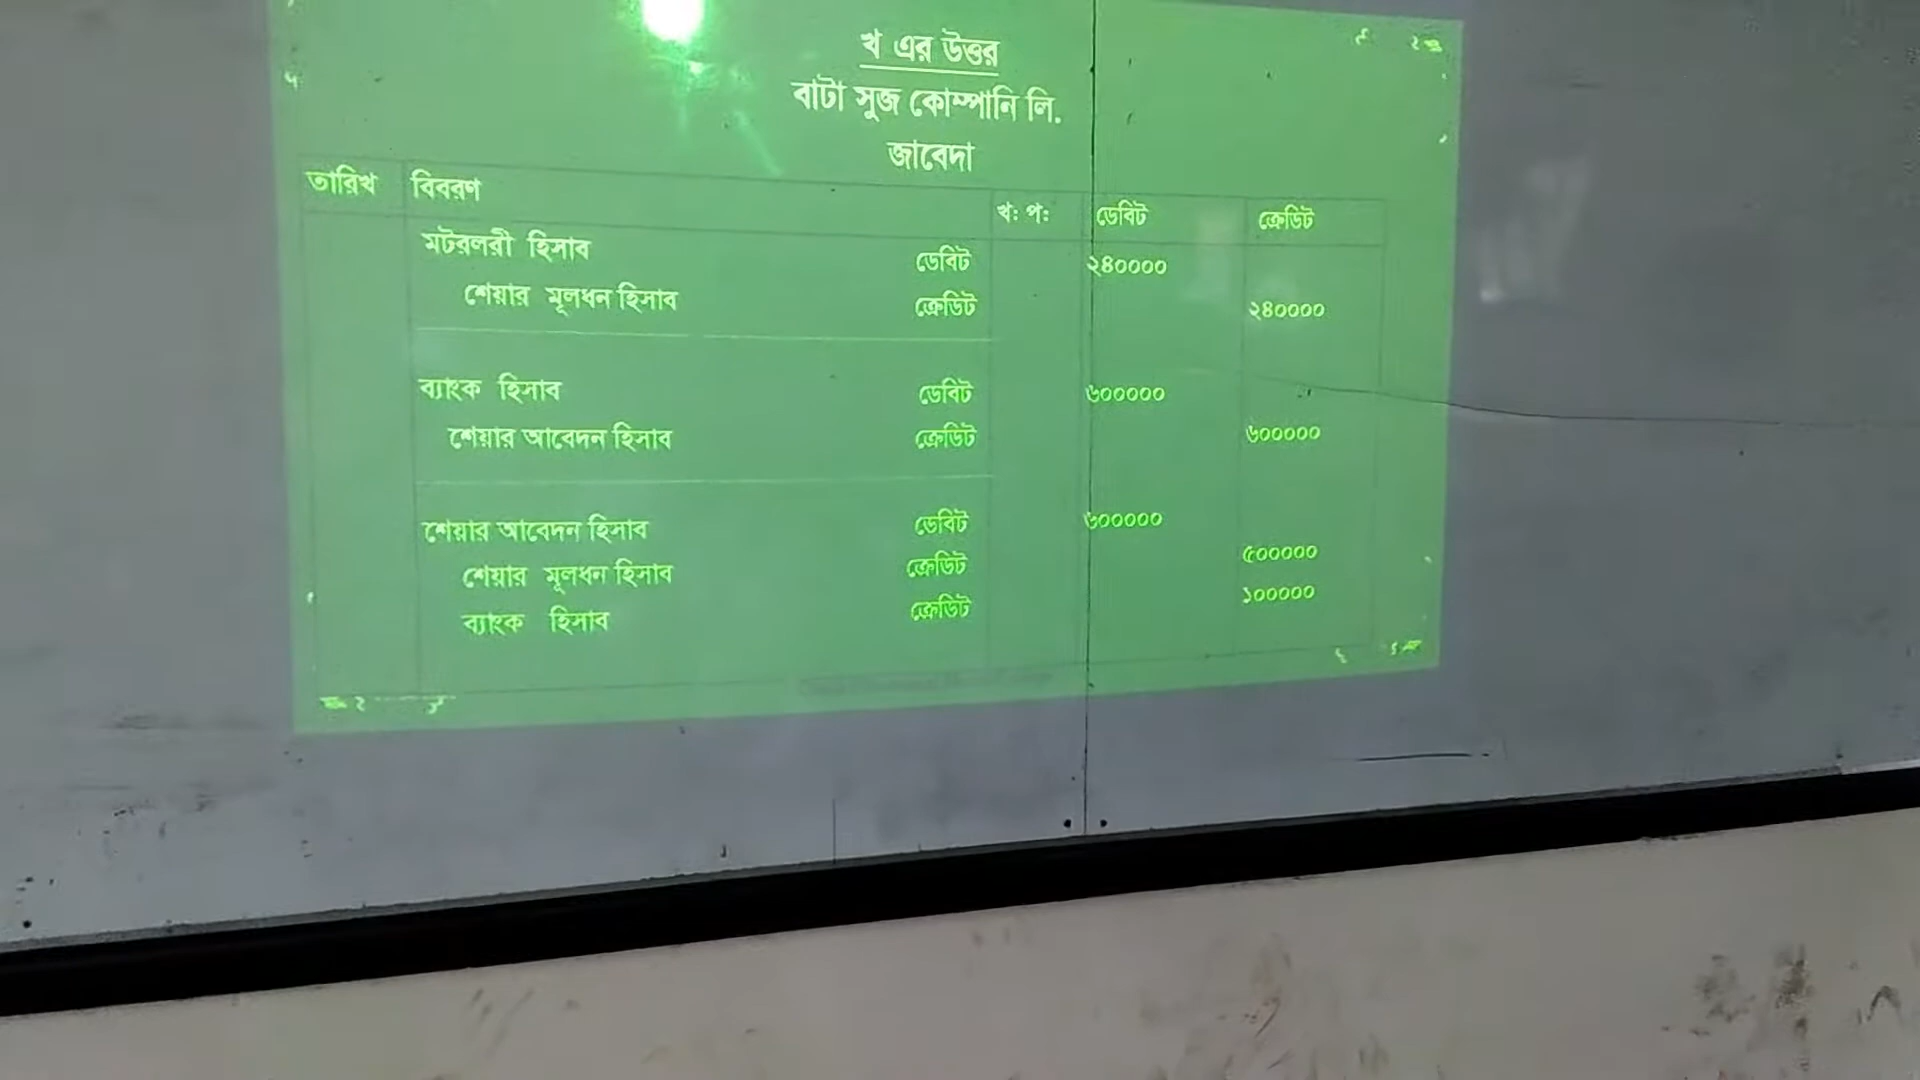 খ এর উত্তর
বাটা সুজ কোম্পানি লি.
জাবেদা
তারিখ বিবরণ খ: প: ডেবিট ক্রেডিট
মটরলরী হিসাব ডেবিট ২৪০০০০
শেয়ার মূলধন হিসাব ক্রেডিট ২৪০০০০
ব্যাংক হিসাব ডেবিট ৬০০০০০
শেয়ার আবেদন হিসাব ক্রেডিট ৬০০০০০
শেয়ার আবেদন হিসাব ডেবিট ৬০০০০০
শেয়ার মূলধন হিসাব ক্রেডিট ৫০০০০০
ব্যাংক হিসাব ক্রেডিট ১০০০০০